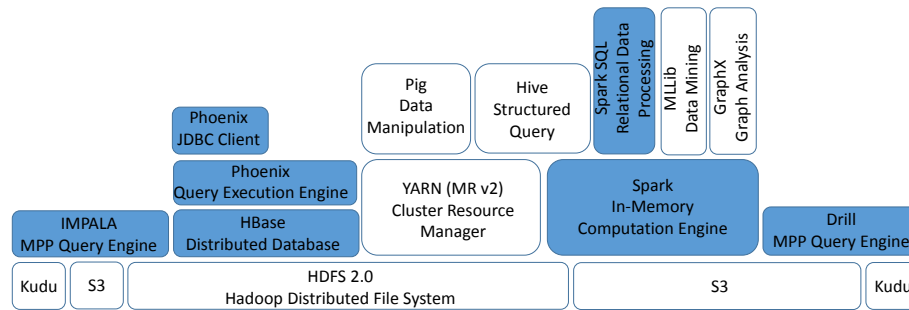 Spark SQL
Relational Data
Processing
MLLib
Data Mining
GraphX
Graph Analysis
Pig
Data
Manipulation
Hive
Structured
Query
Phoenix
JDBC Client
Phoenix
Query Execution Engine
YARN (MR v2)
Cluster Resource
Manager
Spark
In-Memory
Computation Engine
IMPALA
MPP Query Engine
HBase
Distributed Database
Drill
MPP Query Engine
Kudu
S3
HDFS 2.0
Hadoop Distributed File System
S3
Kudu